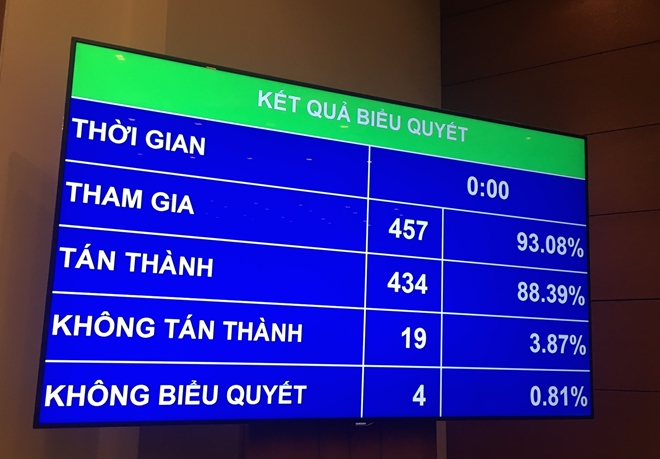 KẾT QUẢ BIỂU QUYẾT
THỜI GIAN 0:00
THAM GIA 457 93.08%
TÁN THÀNH 434 88.39%
KHÔNG TÁN THÀNH 19 3.87%
KHÔNG BIỂU QUYẾT 4 0.81%